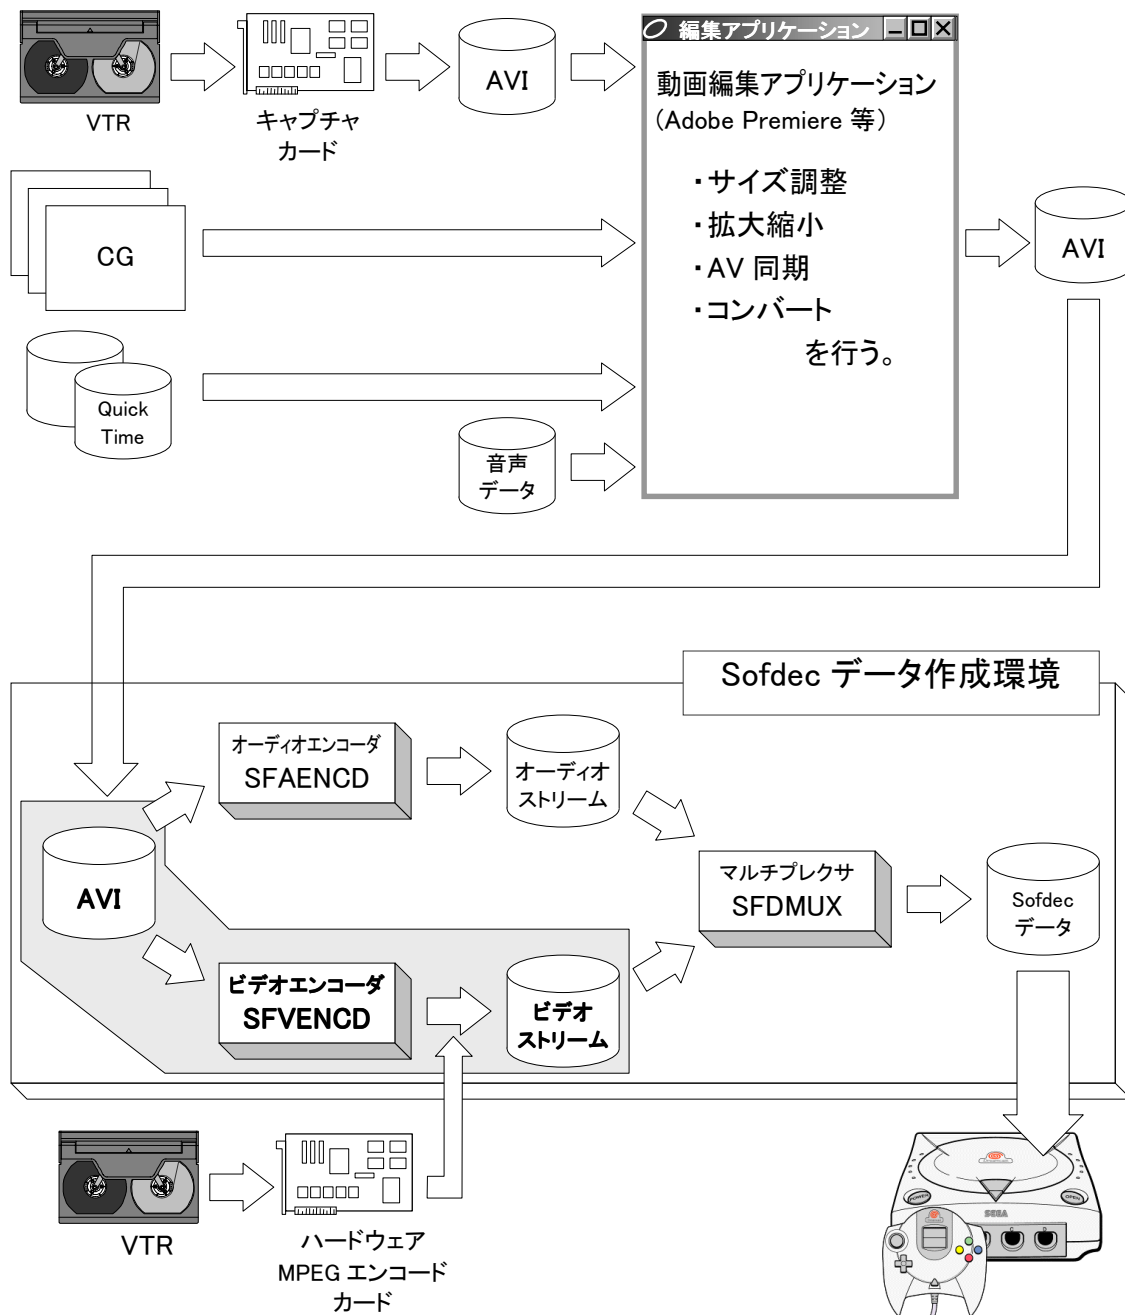 編集アプリケーション
VTR
キャプチャ
カード
AVI
動画編集アプリケーション
(Adobe Premiere 等)
・サイズ調整
・拡大縮小
・AV 同期
・コンバート
を行う。
CG
AVI
Quick
Time
音声
データ
Sofdec データ作成環境
オーディオエンコーダ
SFAENCD
オーディオ
ストリーム
AVI
マルチプレクサ
SFDMUX
Sofdec
データ
ビデオエンコーダ
SFVENCD
ビデオ
ストリーム
VTR
ハードウェア
MPEG エンコード
カード
POWER
OPEN
SEGA